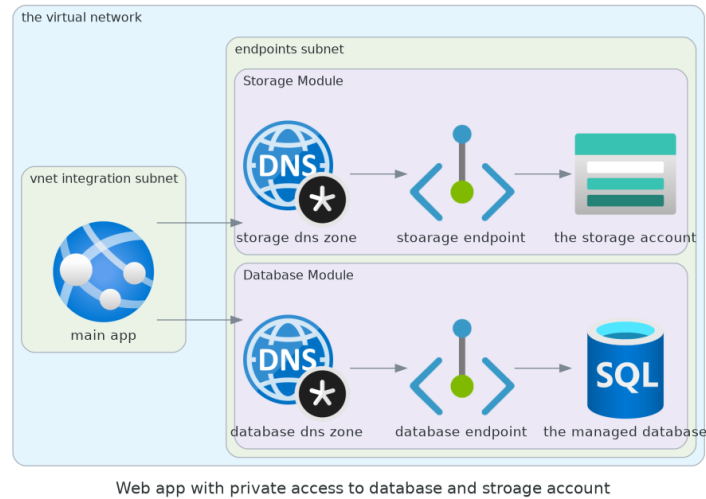 the virtual network
endpoints subnet
Storage Module
DNS
*
storage dns zone
stoarage endpoint
the storage account
vnet integration subnet
main app
Database Module
DNS
*
database dns zone
database endpoint
SQL
the managed database
Web app with private access to database and stroage account